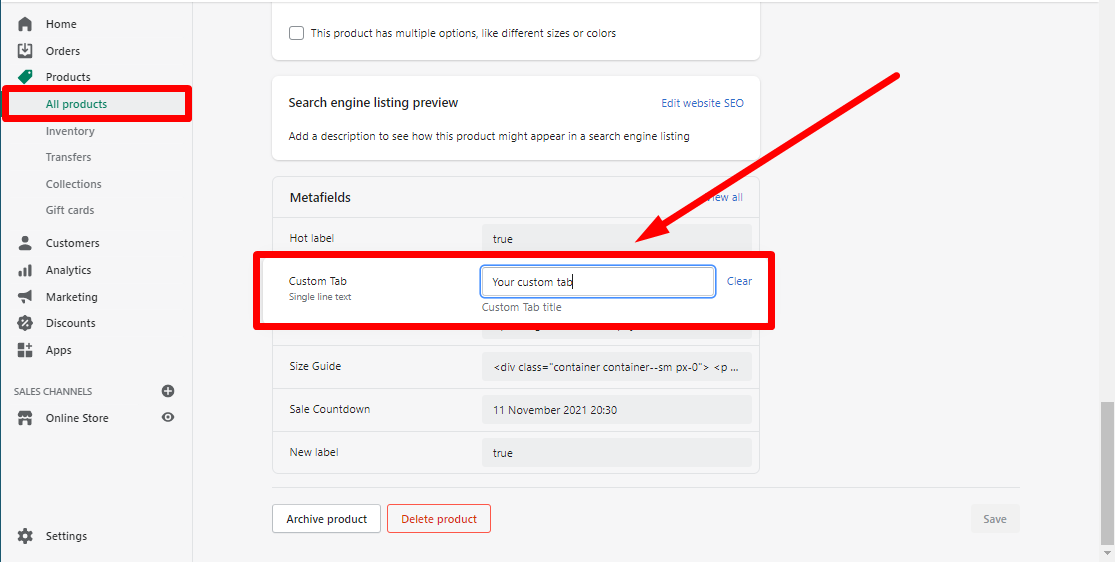 Home
Orders
Products
All products
Inventory
Transfers
Collections
Gift cards
Customers
Analytics
Marketing
Discounts
Apps
SALES CHANNELS
Online Store
Settings
This product has multiple options, like different sizes or colors
Search engine listing preview
Edit website SEO
Add a description to see how this product might appear in a search engine listing
Metafields
all
Hot label
true
Custom Tab
Your custom tab
Clear
Single line text
Custom Tab title
Size Guide
<div class="container container--sm px-0"> <p ...
Sale Countdown
11 November 2021 20:30
New label
true
Archive product
Delete product
Save